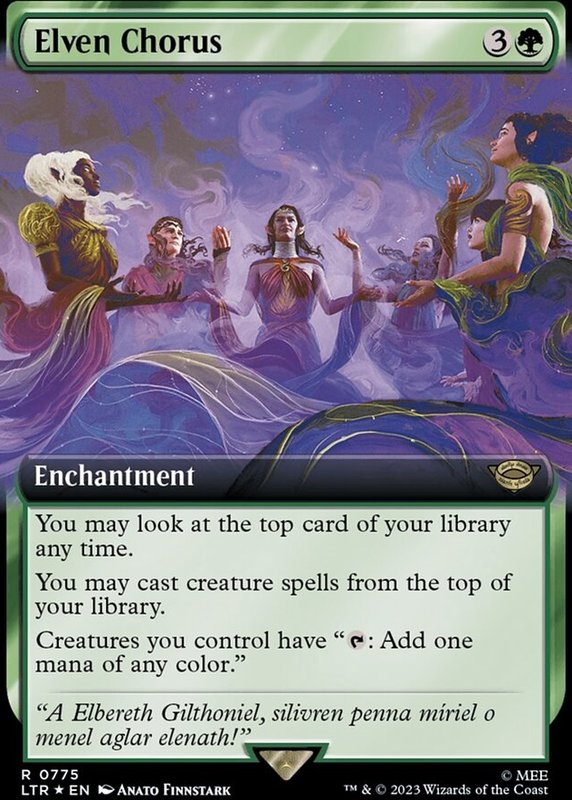 Elven Chorus 3
Enchantment
You may look at the top card of your library
any time.
You may cast creature spells from the top of
your library.
Creatures you control have “: Add one
mana of any color.”
“A Elbereth Gilthoniel, silivren penna míriel o
menel aglar elenath!”
R 0775
LTR ★ EN Anato Finnstark
© MEE
™ & © 2023 Wizards of the Coast